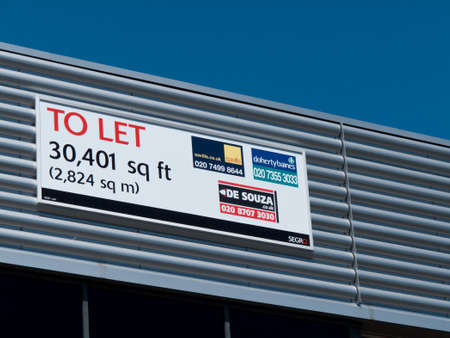 TO LET
30,401 sq ft
(2,824 sq m)
savills.co.uk
savills
020 7499 8644
dohertybaines
020 7355 3033
DE SOUZA
.co.uk
020 8707 3030
SEGRO